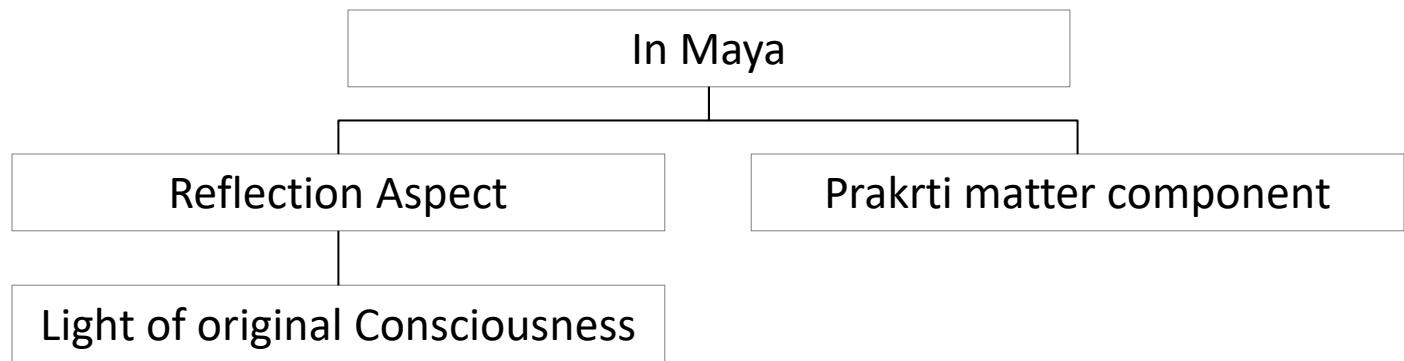 In Maya
Reflection Aspect
Prakrti matter component
Light of original Consciousness